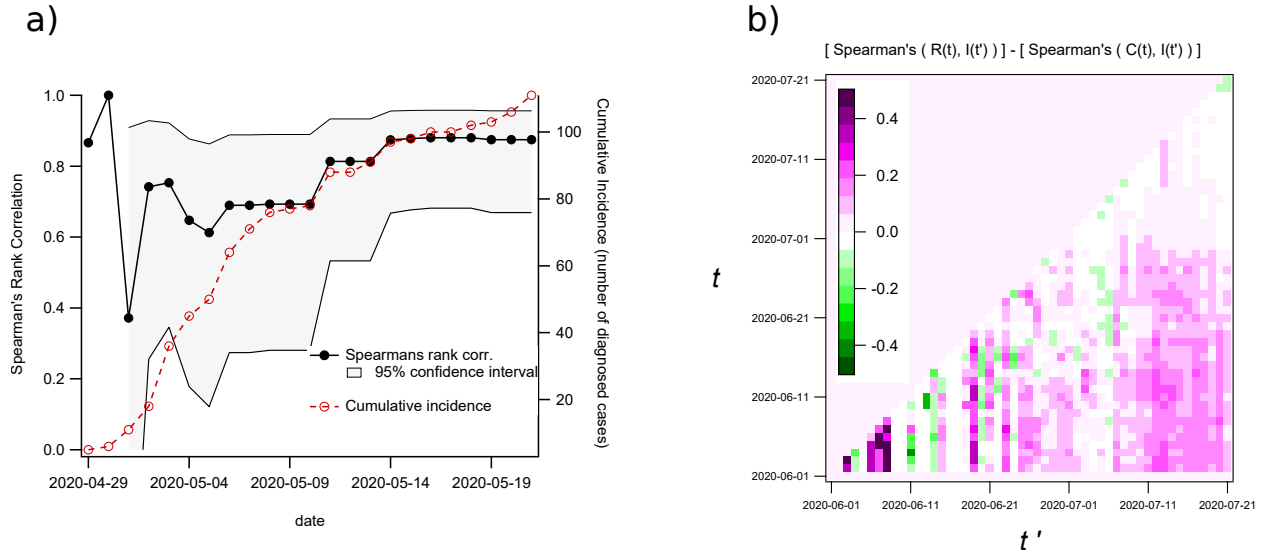 a)
1.0
0.8
0.6
0.4
0.2
0.0
Spearman's Rank Correlation
100
80
60
40
20
Cumulative Incidence (number of diagnosed cases)
Spearmans rank corr.
95% confidence interval
Cumulative incidence
2020-04-29 2020-05-04 2020-05-09 2020-05-14 2020-05-19
date
b)
[ Spearman's ( R(t), I(t') ) ] - [ Spearman's ( C(t), I(t') ) ]
2020-07-21
2020-07-11
2020-07-01
2020-06-21
2020-06-11
2020-06-01
t
0.4
0.2
0.0
-0.2
-0.4
2020-06-01 2020-06-11 2020-06-21 2020-07-01 2020-07-11 2020-07-21
t '